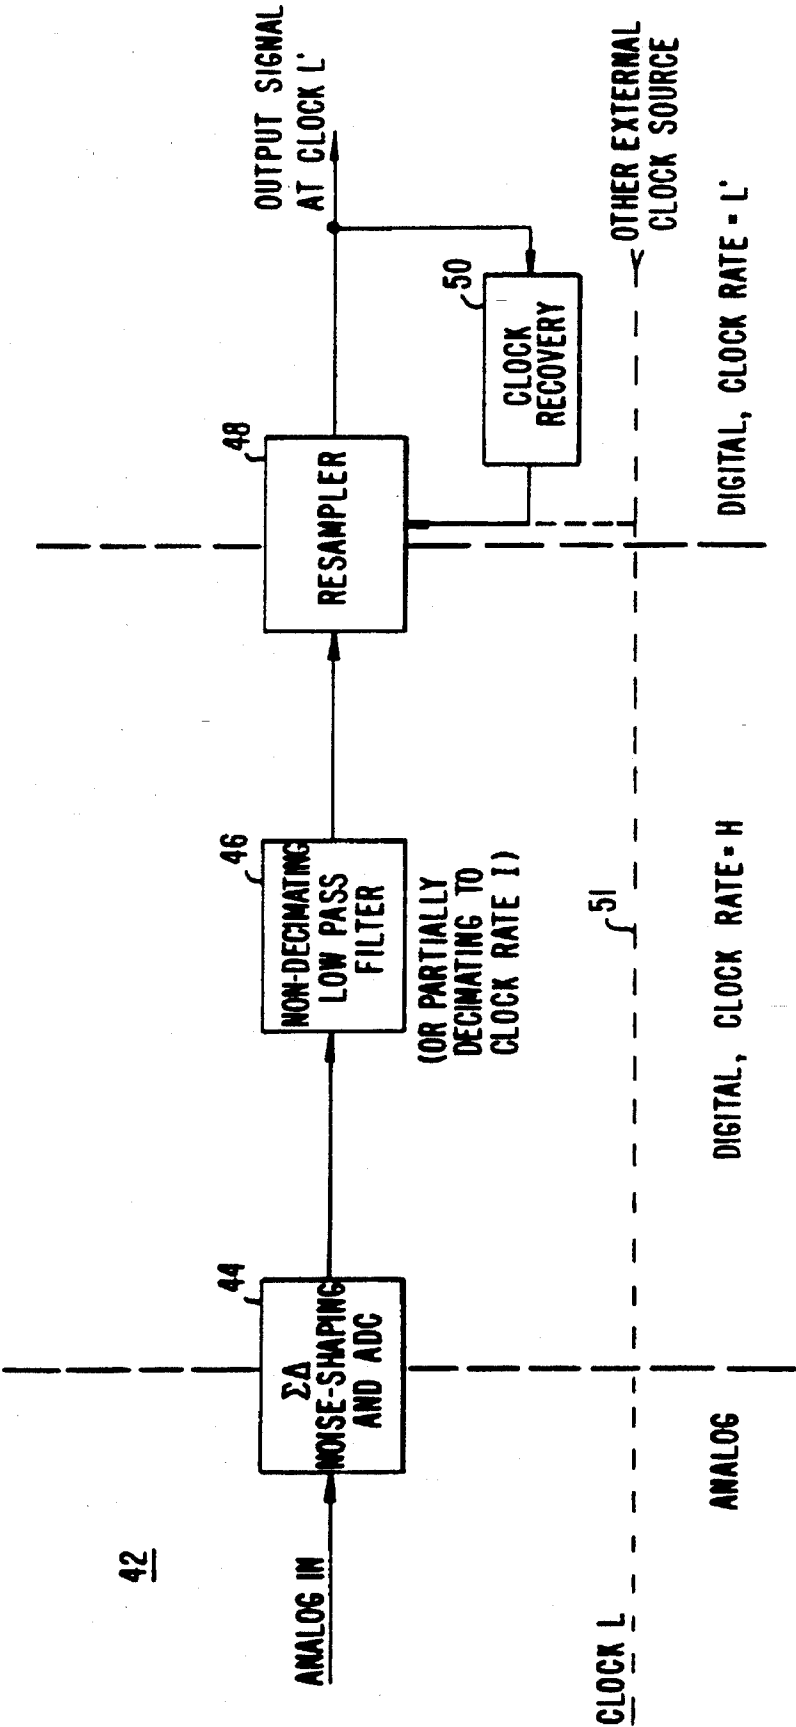 42
ANALOG IN
44
ΣΔ
NOISE-SHAPING
AND ADC
46
NON-DECIMATING
LOW PASS
FILTER
(OR PARTIALLY
DECIMATING TO
CLOCK RATE I)
48
RESAMPLER
OUTPUT SIGNAL
AT CLOCK L'
50
CLOCK
RECOVERY
CLOCK L
51
OTHER EXTERNAL
CLOCK SOURCE
ANALOG
DIGITAL, CLOCK RATE = H
DIGITAL, CLOCK RATE = L'